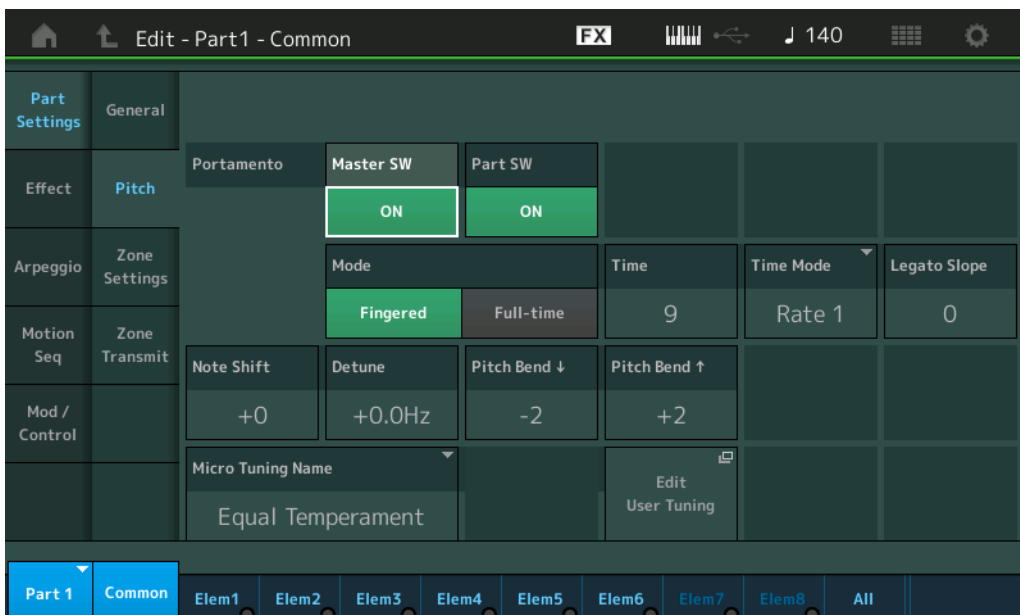 Edit - Part1 - Common
FX
♩ 140
Part
Settings
General
Effect
Pitch
Arpeggio
Zone
Settings
Motion
Seq
Zone
Transmit
Mod /
Control
Portamento
Master SW
Part SW
ON
ON
Mode
Time
Time Mode
Legato Slope
Fingered
Full-time
9
Rate 1
0
Note Shift
Detune
Pitch Bend ↓
Pitch Bend ↑
+0
+0.0Hz
-2
+2
Micro Tuning Name
Equal Temperament
Edit
User Tuning
Part 1
Common
Elem1
Elem2
Elem3
Elem4
Elem5
Elem6
Elem7
Elem8
All